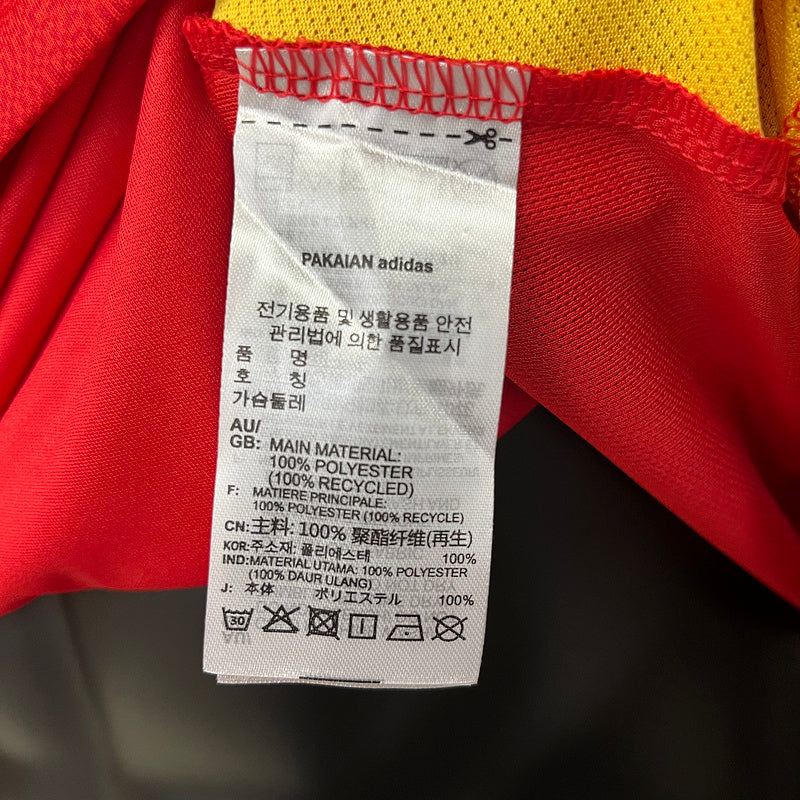 PAKAIAN adidas
전기용품 및 생활용품 안전
관리법에 의한 품질표시
품 명
호 칭
가슴둘레
AU/
GB: MAIN MATERIAL:
100% POLYESTER
(100% RECYCLED)
F: MATIERE PRINCIPALE:
100% POLYESTER (100% RECYCLE)
CN:主料: 100% 聚酯纤维(再生)
KOR:주소재: 폴리에스테 100%
IND:MATERIAL UTAMA: 100% POLYESTER
(100% DAUR ULANG)
J: 本体 ポリエステル 100%
30